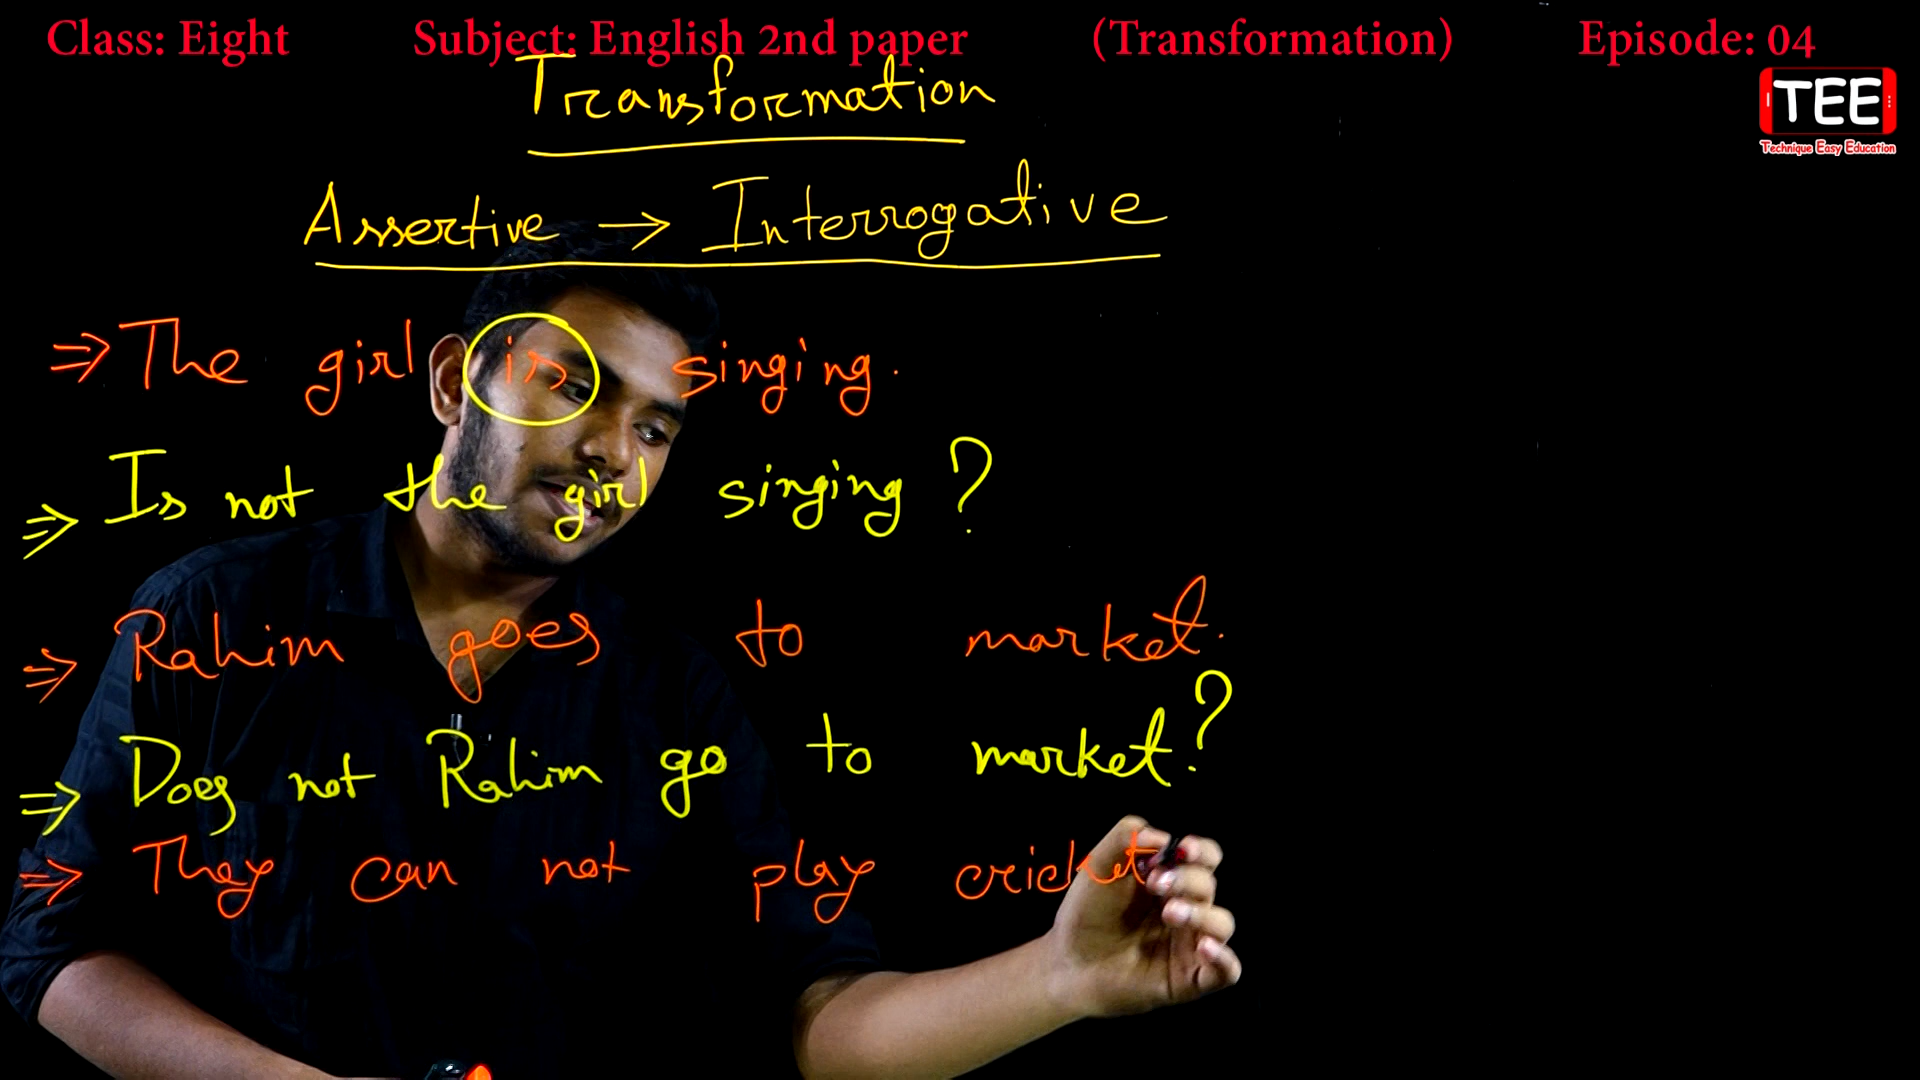 Class: Eight Subject: English 2nd paper (Transformation) Episode: 04
TEE
Technique Easy Education
Transformation
Assertive → Interrogative
⇒ The girl is singing.
⇒ Is not the girl singing?
⇒ Rahim goes to market.
⇒ Does not Rahim go to market?
⇒ They can not play cricket